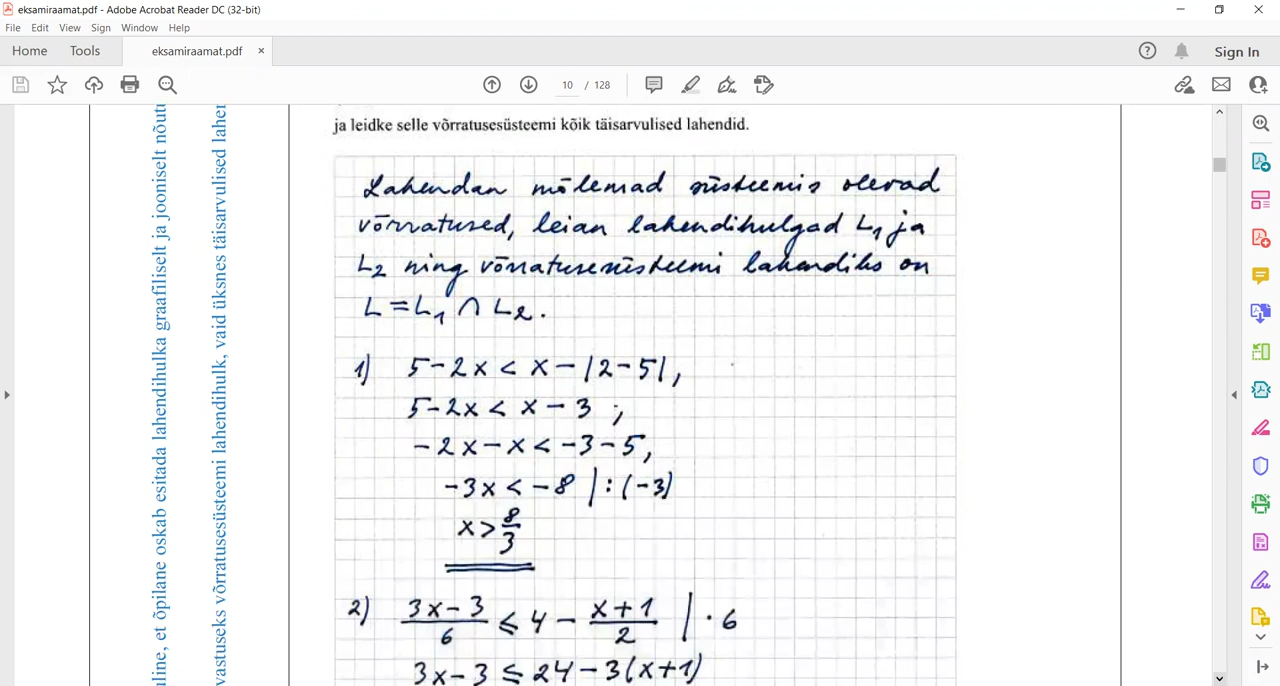 eksamiraamat.pdf - Adobe Acrobat Reader DC (32-bit)
File Edit View Sign Window Help
Home Tools eksamiraamat.pdf × Sign In
10 / 128
line, et õpilane oskab esitada lahendihulka graafiliselt ja jooniselt nõutu
vastuseks võrratusesüsteemi lahendihulk, vaid üksnes täisarvulised lahen
ja leidke selle võrratusesüsteemi kõik täisarvulised lahendid.
Lahendan mõlemad süsteemis olevad
võrratused, leian lahendihulgad L₁ ja
L₂ ning võrratusesüsteemi lahendiks on
L = L₁ ∩ L₂.
1) 5 - 2x < x - |2 - 5|,
5 - 2x < x - 3 ;
- 2x - x < - 3 - 5,
-3x < - 8 | : (-3)
x > 8/3
2) (3x - 3)/6 ≤ 4 - (x + 1)/2 | · 6
3x - 3 ≤ 24 - 3(x + 1)